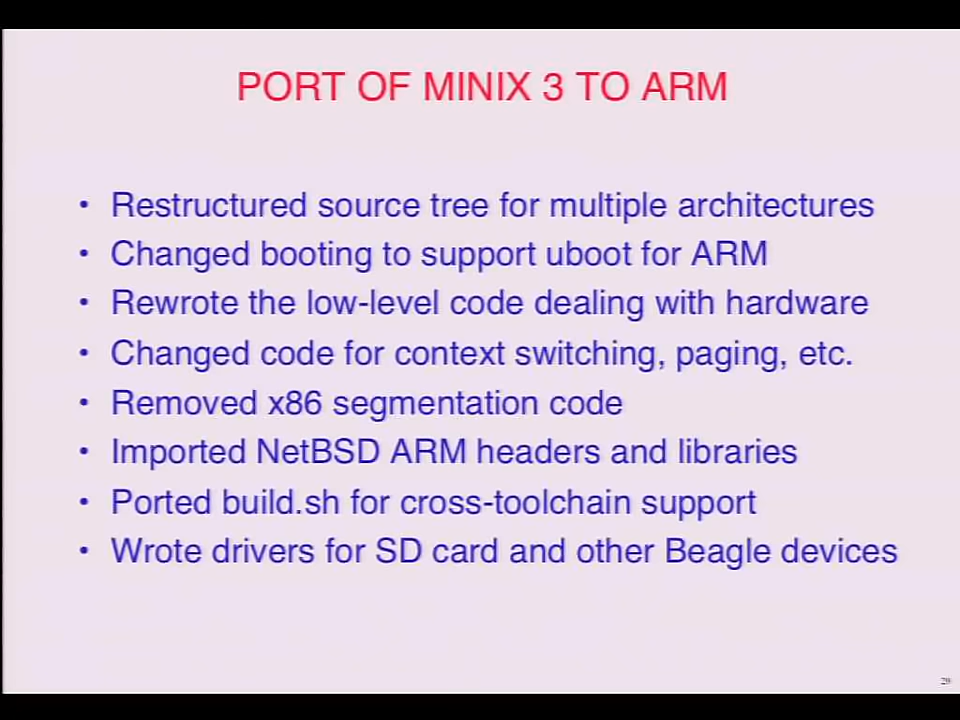 PORT OF MINIX 3 TO ARM
• Restructured source tree for multiple architectures
• Changed booting to support uboot for ARM
• Rewrote the low-level code dealing with hardware
• Changed code for context switching, paging, etc.
• Removed x86 segmentation code
• Imported NetBSD ARM headers and libraries
• Ported build.sh for cross-toolchain support
• Wrote drivers for SD card and other Beagle devices
29